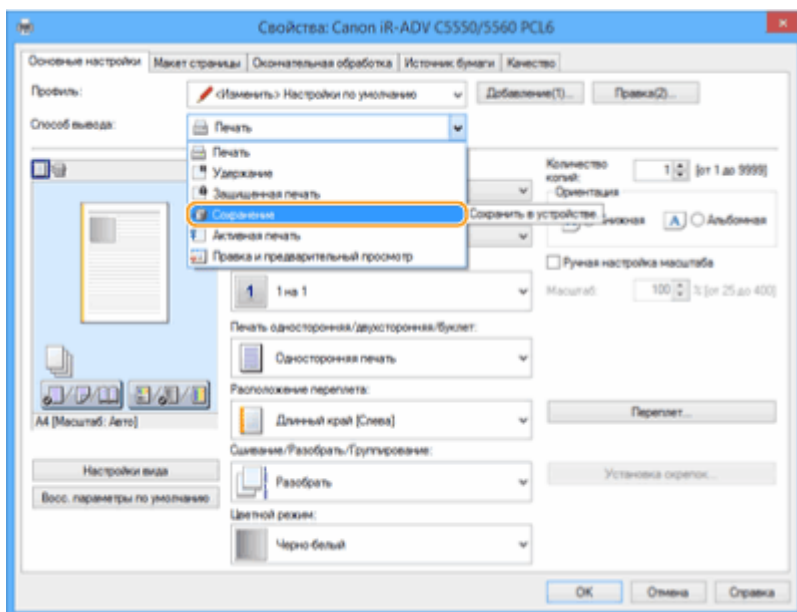 Свойства: Canon iR-ADV C5550/5560 PCL6
Основные настройки Макет страницы Окончательная обработка Источник бумаги Качество
Профиль: <Изменить> Настройки по умолчанию Добавление(1)... Правка(2)...
Способ вывода: Печать
Печать
Удержание
Защищенная печать
Сохранение
Сохранить в устройстве.
Активная печать
Правка и предварительный просмотр
Количество копий: 1 [от 1 до 9999]
Ориентация
A Альбомная
Ручная настройка масштаба
Масштаб: 100 % [от 25 до 400]
1 1 на 1
Печать односторонняя/двухсторонняя/буклет:
Односторонняя печать
Расположение переплета:
Длинный край [Слева]
Переплет...
A4 [Масштаб: Авто]
Сшивание/Разобрать/Группирование:
Разобрать
Установка скрепок...
Настройки вида
Восс. параметры по умолчанию
Цветной режим:
Черно-белый
OK Отмена Справка